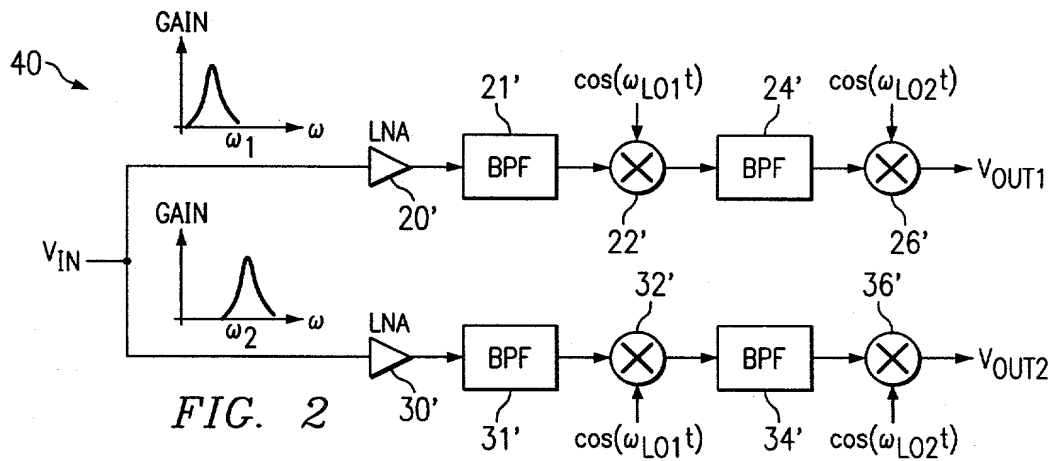 GAIN
40
ω1
ω
LNA
20'
21'
BPF
cos(ωLO1t)
22'
24'
BPF
cos(ωLO2t)
26'
VOUT1
VIN
GAIN
ω2
ω
LNA
30'
BPF
31'
32'
cos(ωLO1t)
BPF
34'
36'
cos(ωLO2t)
VOUT2
FIG. 2